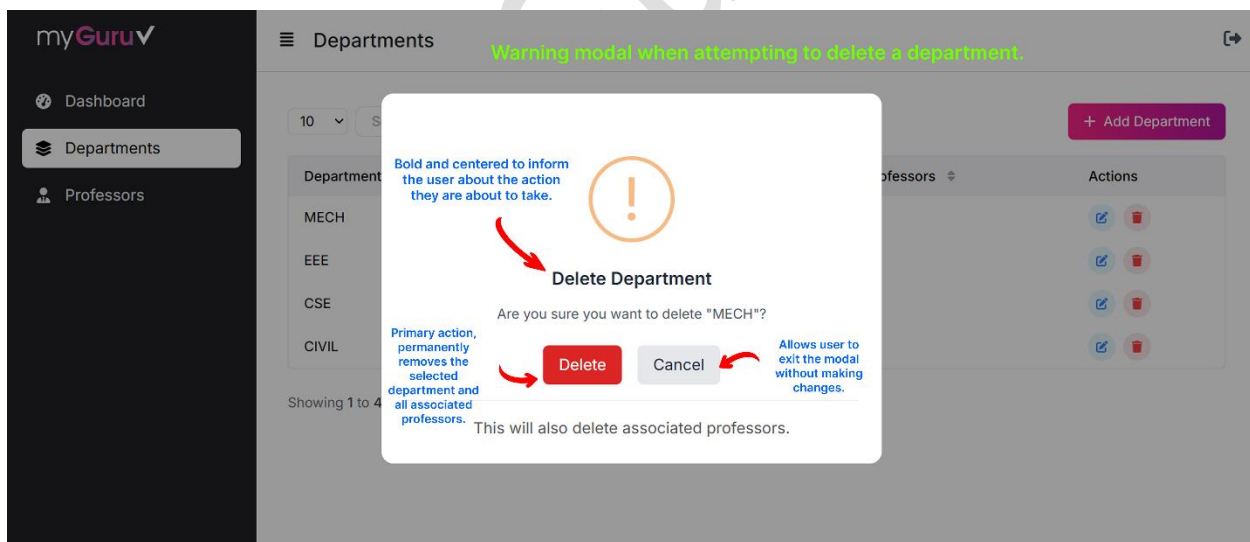 myGuru✓
Departments
Warning modal when attempting to delete a department.
Dashboard
Departments
Professors
10
S
+ Add Department
Department
ofessors
Actions
MECH
EEE
CSE
CIVIL
Showing 1 to 4
Bold and centered to inform
the user about the action
they are about to take.
Delete Department
Are you sure you want to delete "MECH"?
Primary action,
permanently
removes the
selected
department and
all associated
professors.
Delete
Cancel
Allows user to
exit the modal
without making
changes.
This will also delete associated professors.